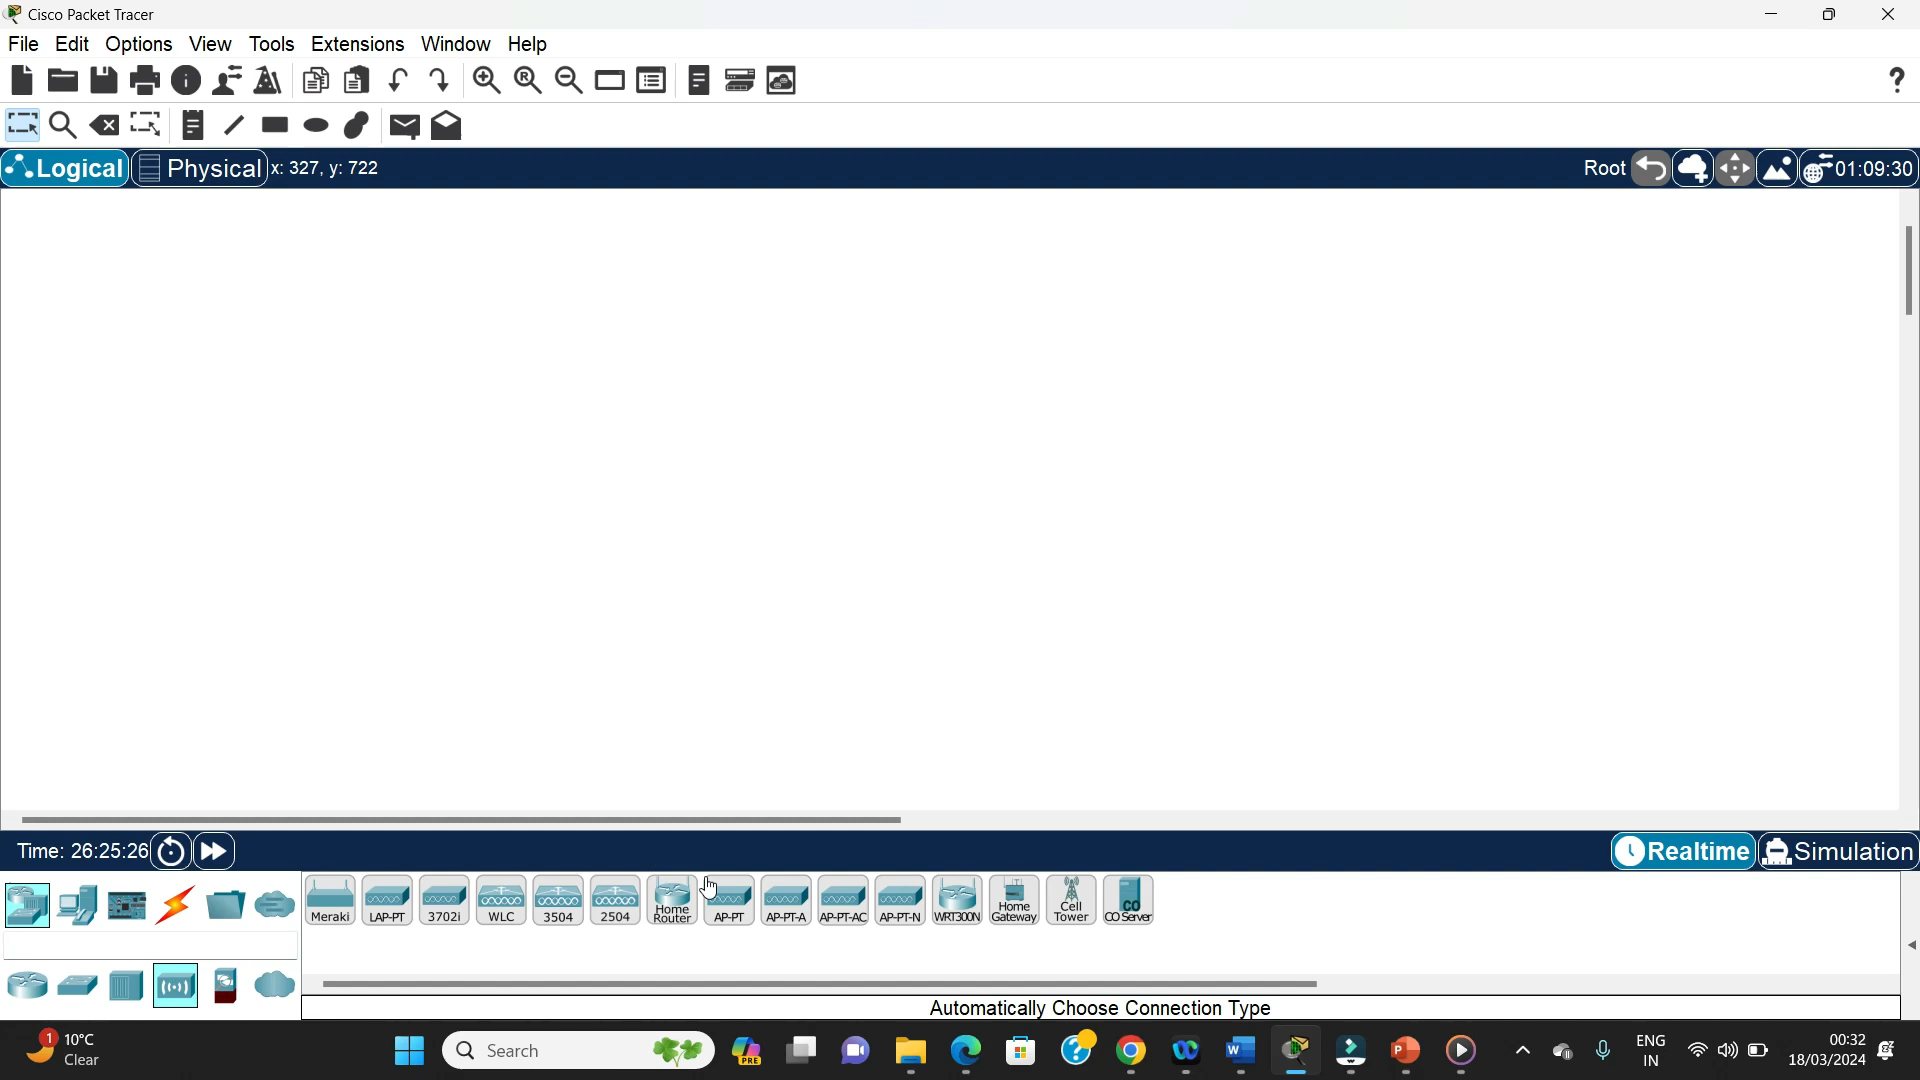 Cisco Packet Tracer
File Edit Options View Tools Extensions Window Help
Logical Physical x: 327, y: 722 Root 01:09:30
Time: 26:25:26 Realtime Simulation
Meraki LAP-PT 3702i WLC 3504 2504 Home Router AP-PT AP-PT-A AP-PT-AC AP-PT-N WRT300N Home Gateway Cell Tower CO Server
Automatically Choose Connection Type
1 10°C
Clear
Search
PRE
ENG
IN
00:32
18/03/2024